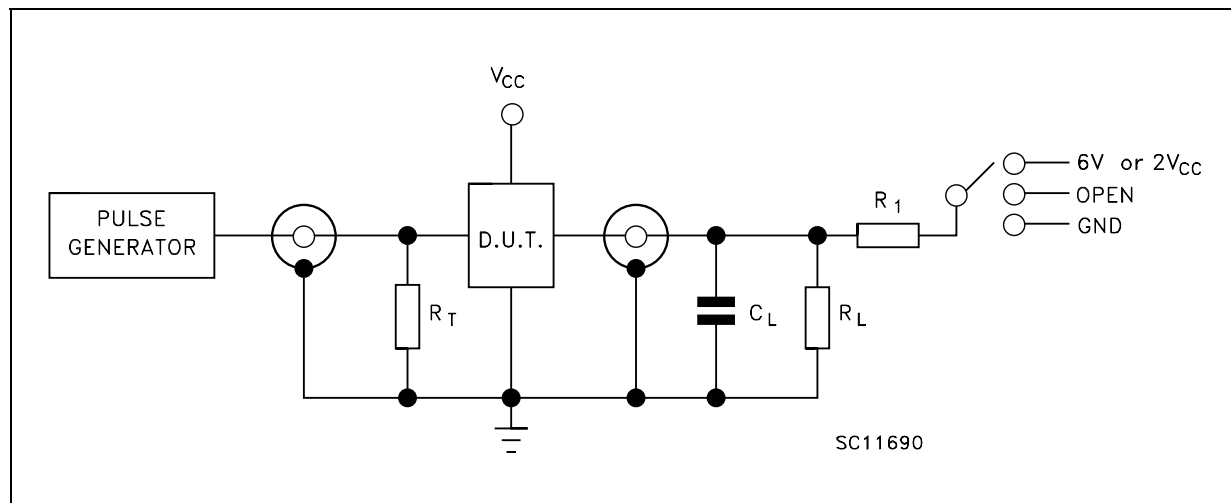 VCC
PULSE
GENERATOR
D.U.T.
RT
CL
RL
R1
6V or 2VCC
OPEN
GND
SC11690